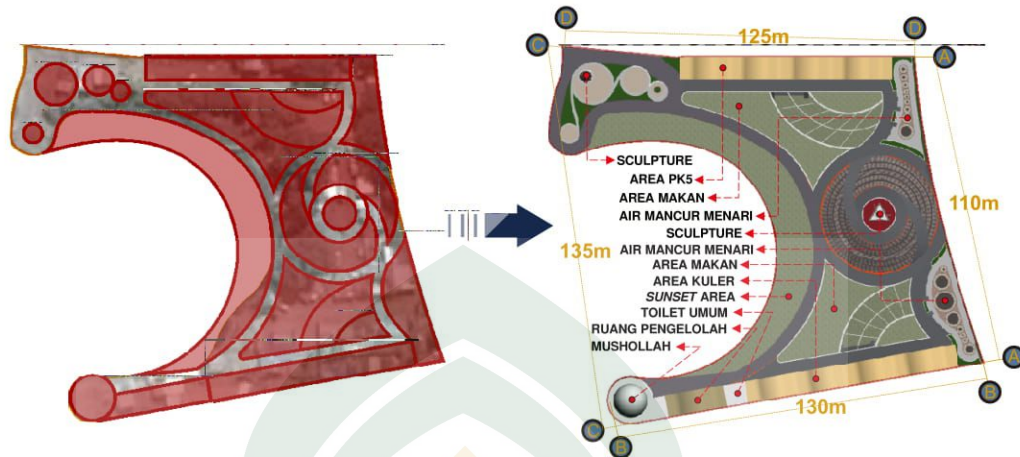 D
D
125m
C
A
SCULPTURE
AREA PK5
AREA MAKAN
AIR MANCUR MENARI
SCULPTURE
110m
AIR MANCUR MENARI
135m
AREA MAKAN
AREA KULER
SUNSET AREA
TOILET UMUM
RUANG PENGELOLAH
MUSHOLLAH
A
B
130m
C
B